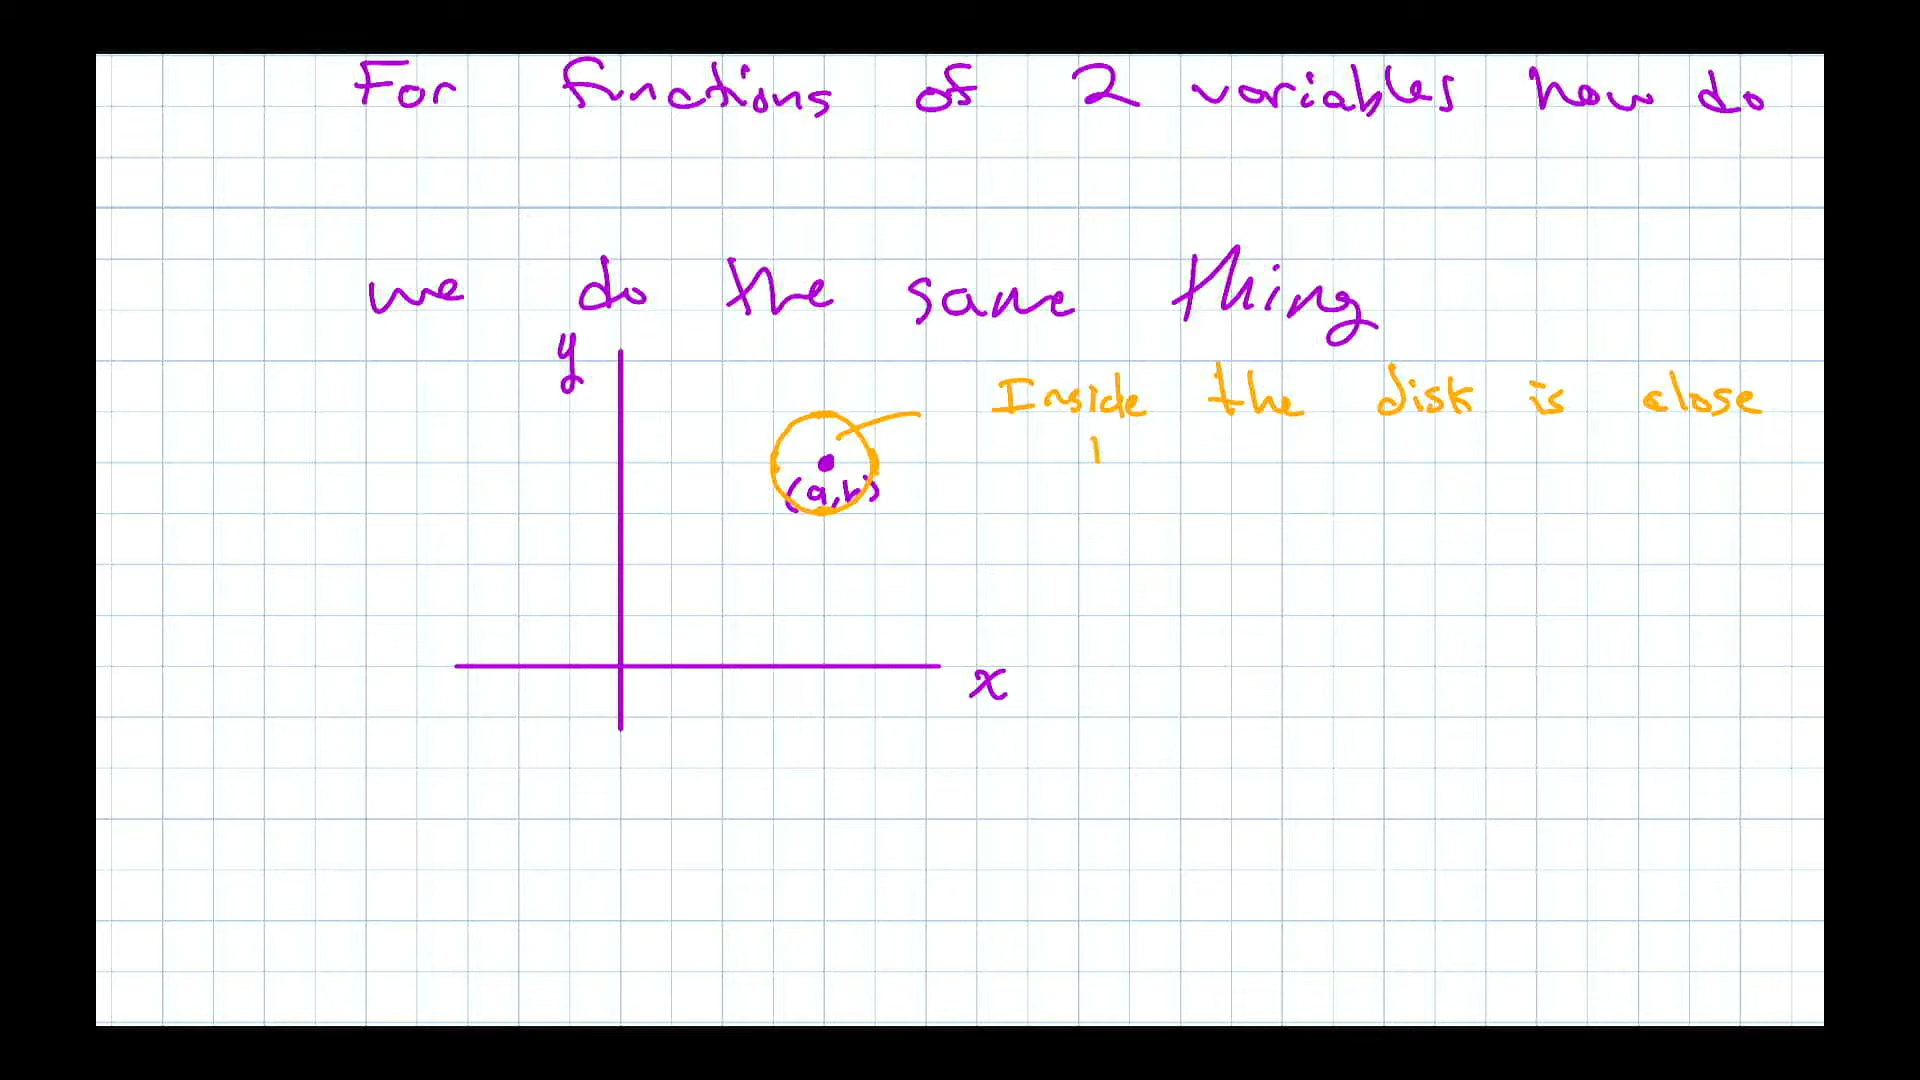 For functions of 2 variables how do
we do the same thing
y
Inside the disk is close
(a,b)
x